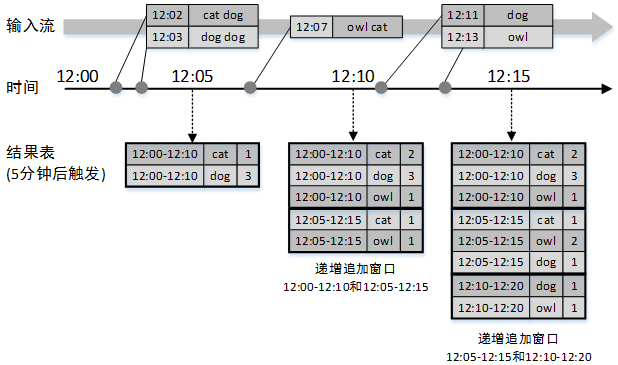 输入流
12:02 cat dog
12:03 dog dog
12:07 owl cat
12:11 dog
12:13 owl
时间
12:00 12:05 12:10 12:15
结果表
(5分钟后触发)
12:00-12:10 cat 1
12:00-12:10 dog 3
12:00-12:10 cat 2
12:00-12:10 dog 3
12:00-12:10 owl 1
12:05-12:15 cat 1
12:05-12:15 owl 1
递增追加窗口
12:00-12:10和12:05-12:15
12:00-12:10 cat 2
12:00-12:10 dog 3
12:00-12:10 owl 1
12:05-12:15 cat 1
12:05-12:15 owl 2
12:05-12:15 dog 1
12:10-12:20 dog 1
12:10-12:20 owl 1
递增追加窗口
12:05-12:15和12:10-12:20